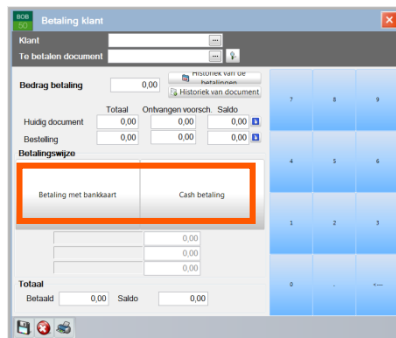 BOB
50
Betaling klant
Klant
Te betalen document
Bedrag betaling 0,00
Historiek van de
betalingen
Historiek van document
Totaal Ontvangen voorsch. Saldo
Huidig document 0,00 0,00 0,00
Bestelling 0,00 0,00 0,00
Betalingswijze
Betaling met bankkaart Cash betaling
0,00
0,00
0,00
Totaal
Betaald 0,00 Saldo 0,00
7 8 9
4 5 6
1 2 3
0 .